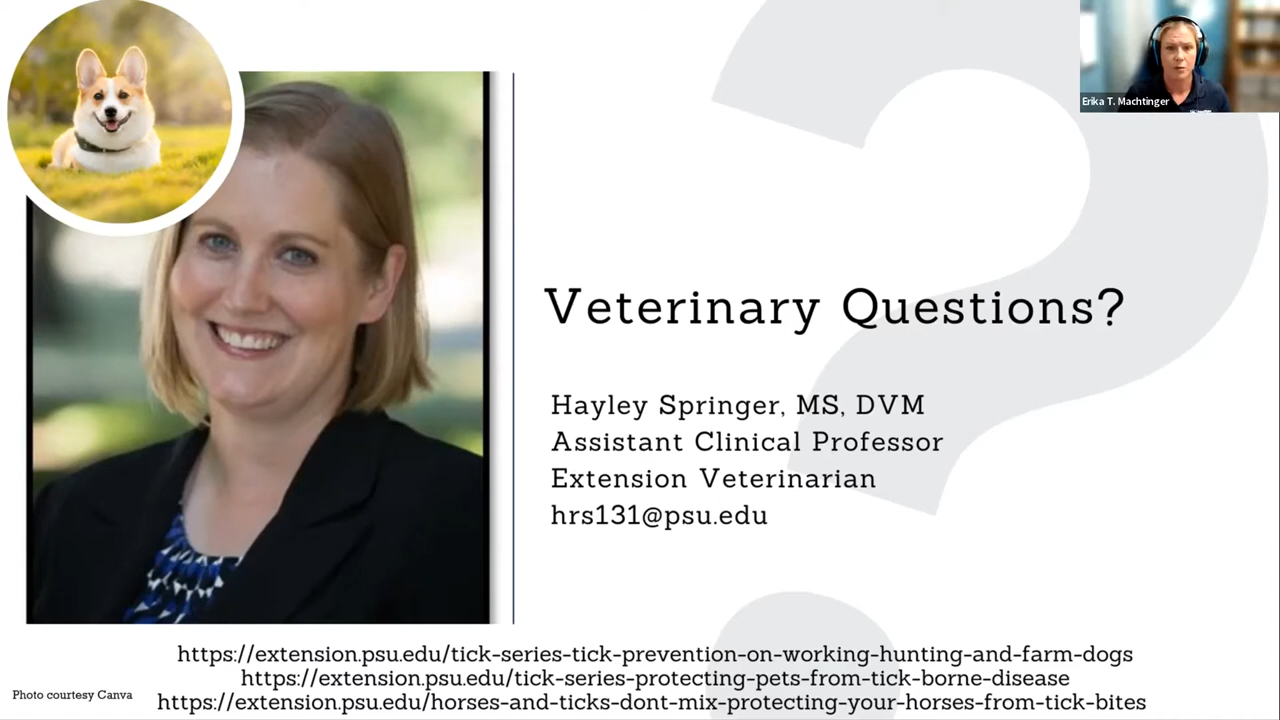 Erika T. Machtinger
Veterinary Questions?
Hayley Springer, MS, DVM
Assistant Clinical Professor
Extension Veterinarian
hrs131@psu.edu
https://extension.psu.edu/tick-series-tick-prevention-on-working-hunting-and-farm-dogs
https://extension.psu.edu/tick-series-protecting-pets-from-tick-borne-disease
https://extension.psu.edu/horses-and-ticks-dont-mix-protecting-your-horses-from-tick-bites
Photo courtesy Canva